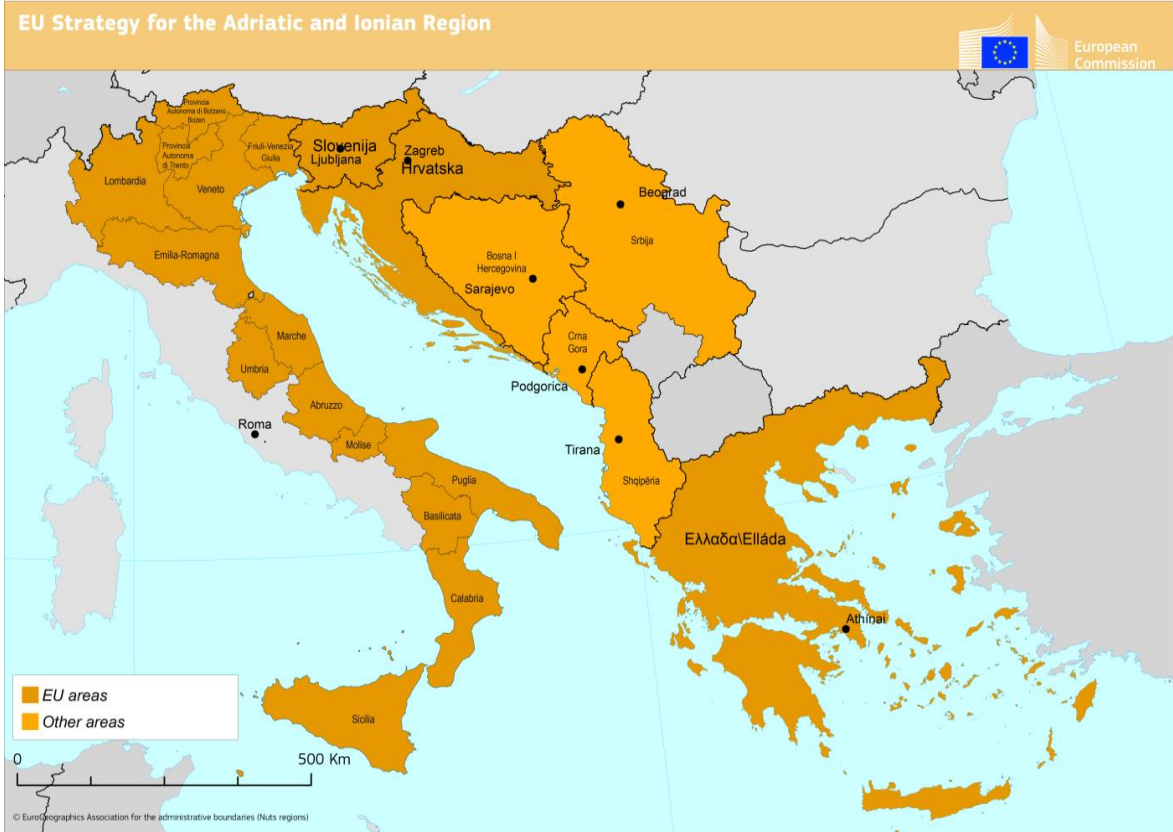 EU Strategy for the Adriatic and Ionian Region
European
Commission
Provincia
Autonoma di Bolzano
Bozen
Provincia
Autonoma
di Trento
Friuli-Venezia
Giulia
Slovenija
Ljubljana
Zagreb
Hrvatska
Lombardia
Veneto
Beograd
Srbija
Emilia-Romagna
Bosna I
Hercegovina
Sarajevo
Marche
Crna
Gora
Umbria
Podgorica
Abruzzo
Roma
Molise
Tirana
Puglia
Shqipëria
Basilicata
Ελλαδα\Elláda
Calabria
Athínai
EU areas
Other areas
Sicilia
0 500 Km
© EuroGeographics Association for the administrative boundaries (Nuts regions)